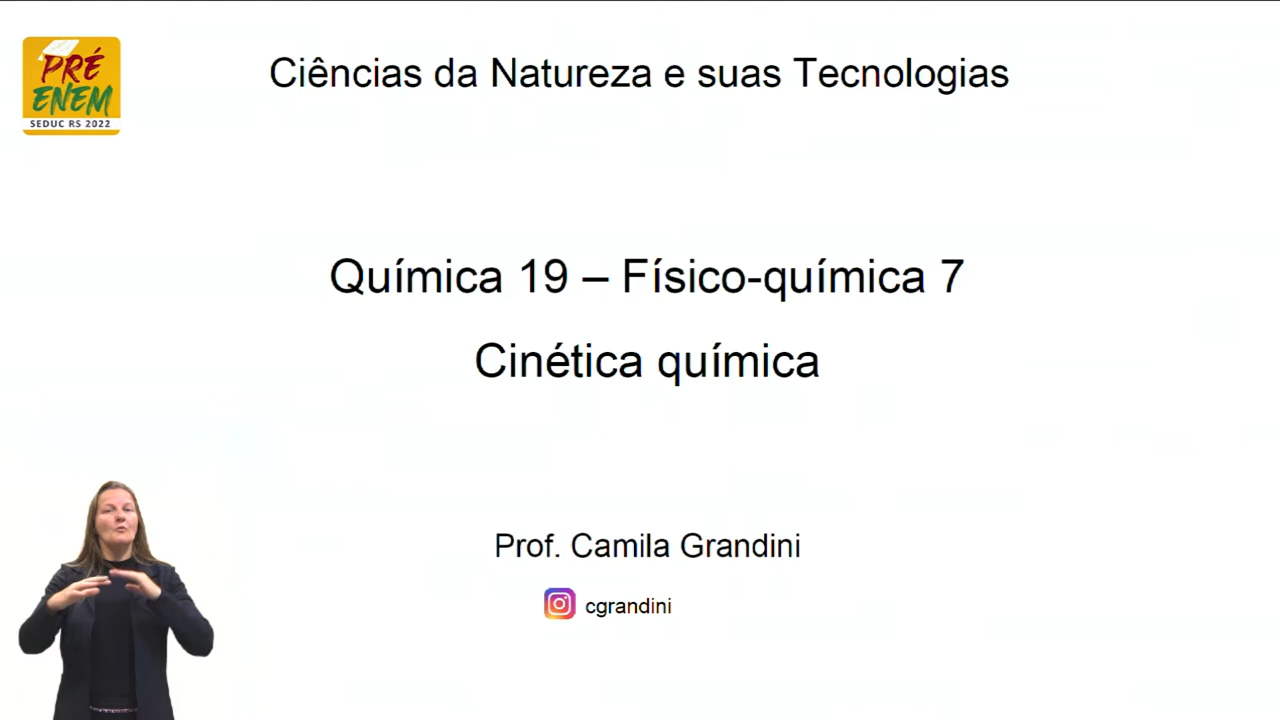 PRÉ
ENEM
SEDUC RS 2022
Ciências da Natureza e suas Tecnologias
Química 19 – Físico-química 7
Cinética química
Prof. Camila Grandini
cgrandini